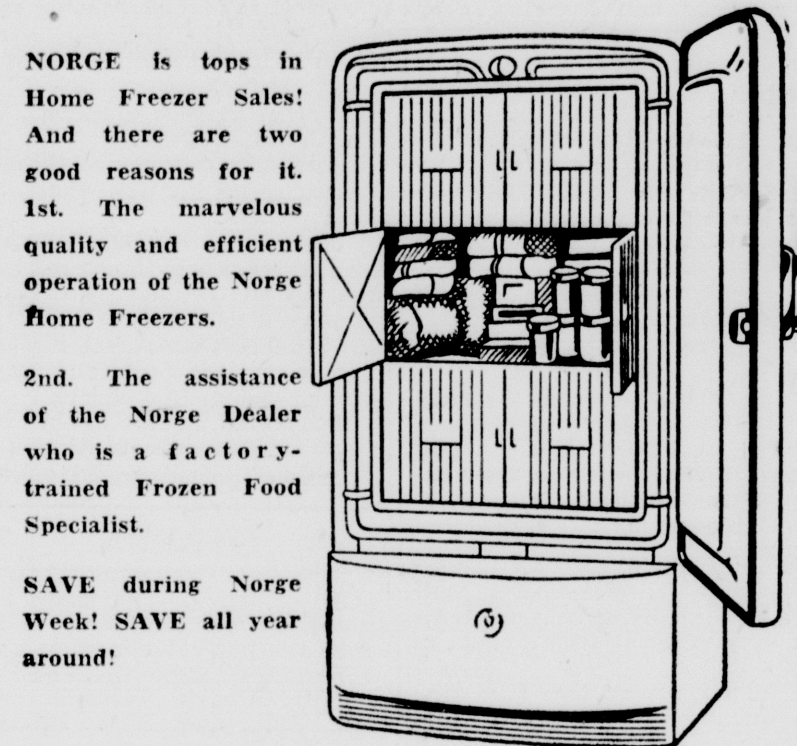 NORGE is tops in
Home Freezer Sales!
And there are two
good reasons for it.
1st. The marvelous
quality and efficient
operation of the Norge
Home Freezers.
2nd. The assistance
of the Norge Dealer
who is a factory-
trained Frozen Food
Specialist.
SAVE during Norge
Week! SAVE all year
around!